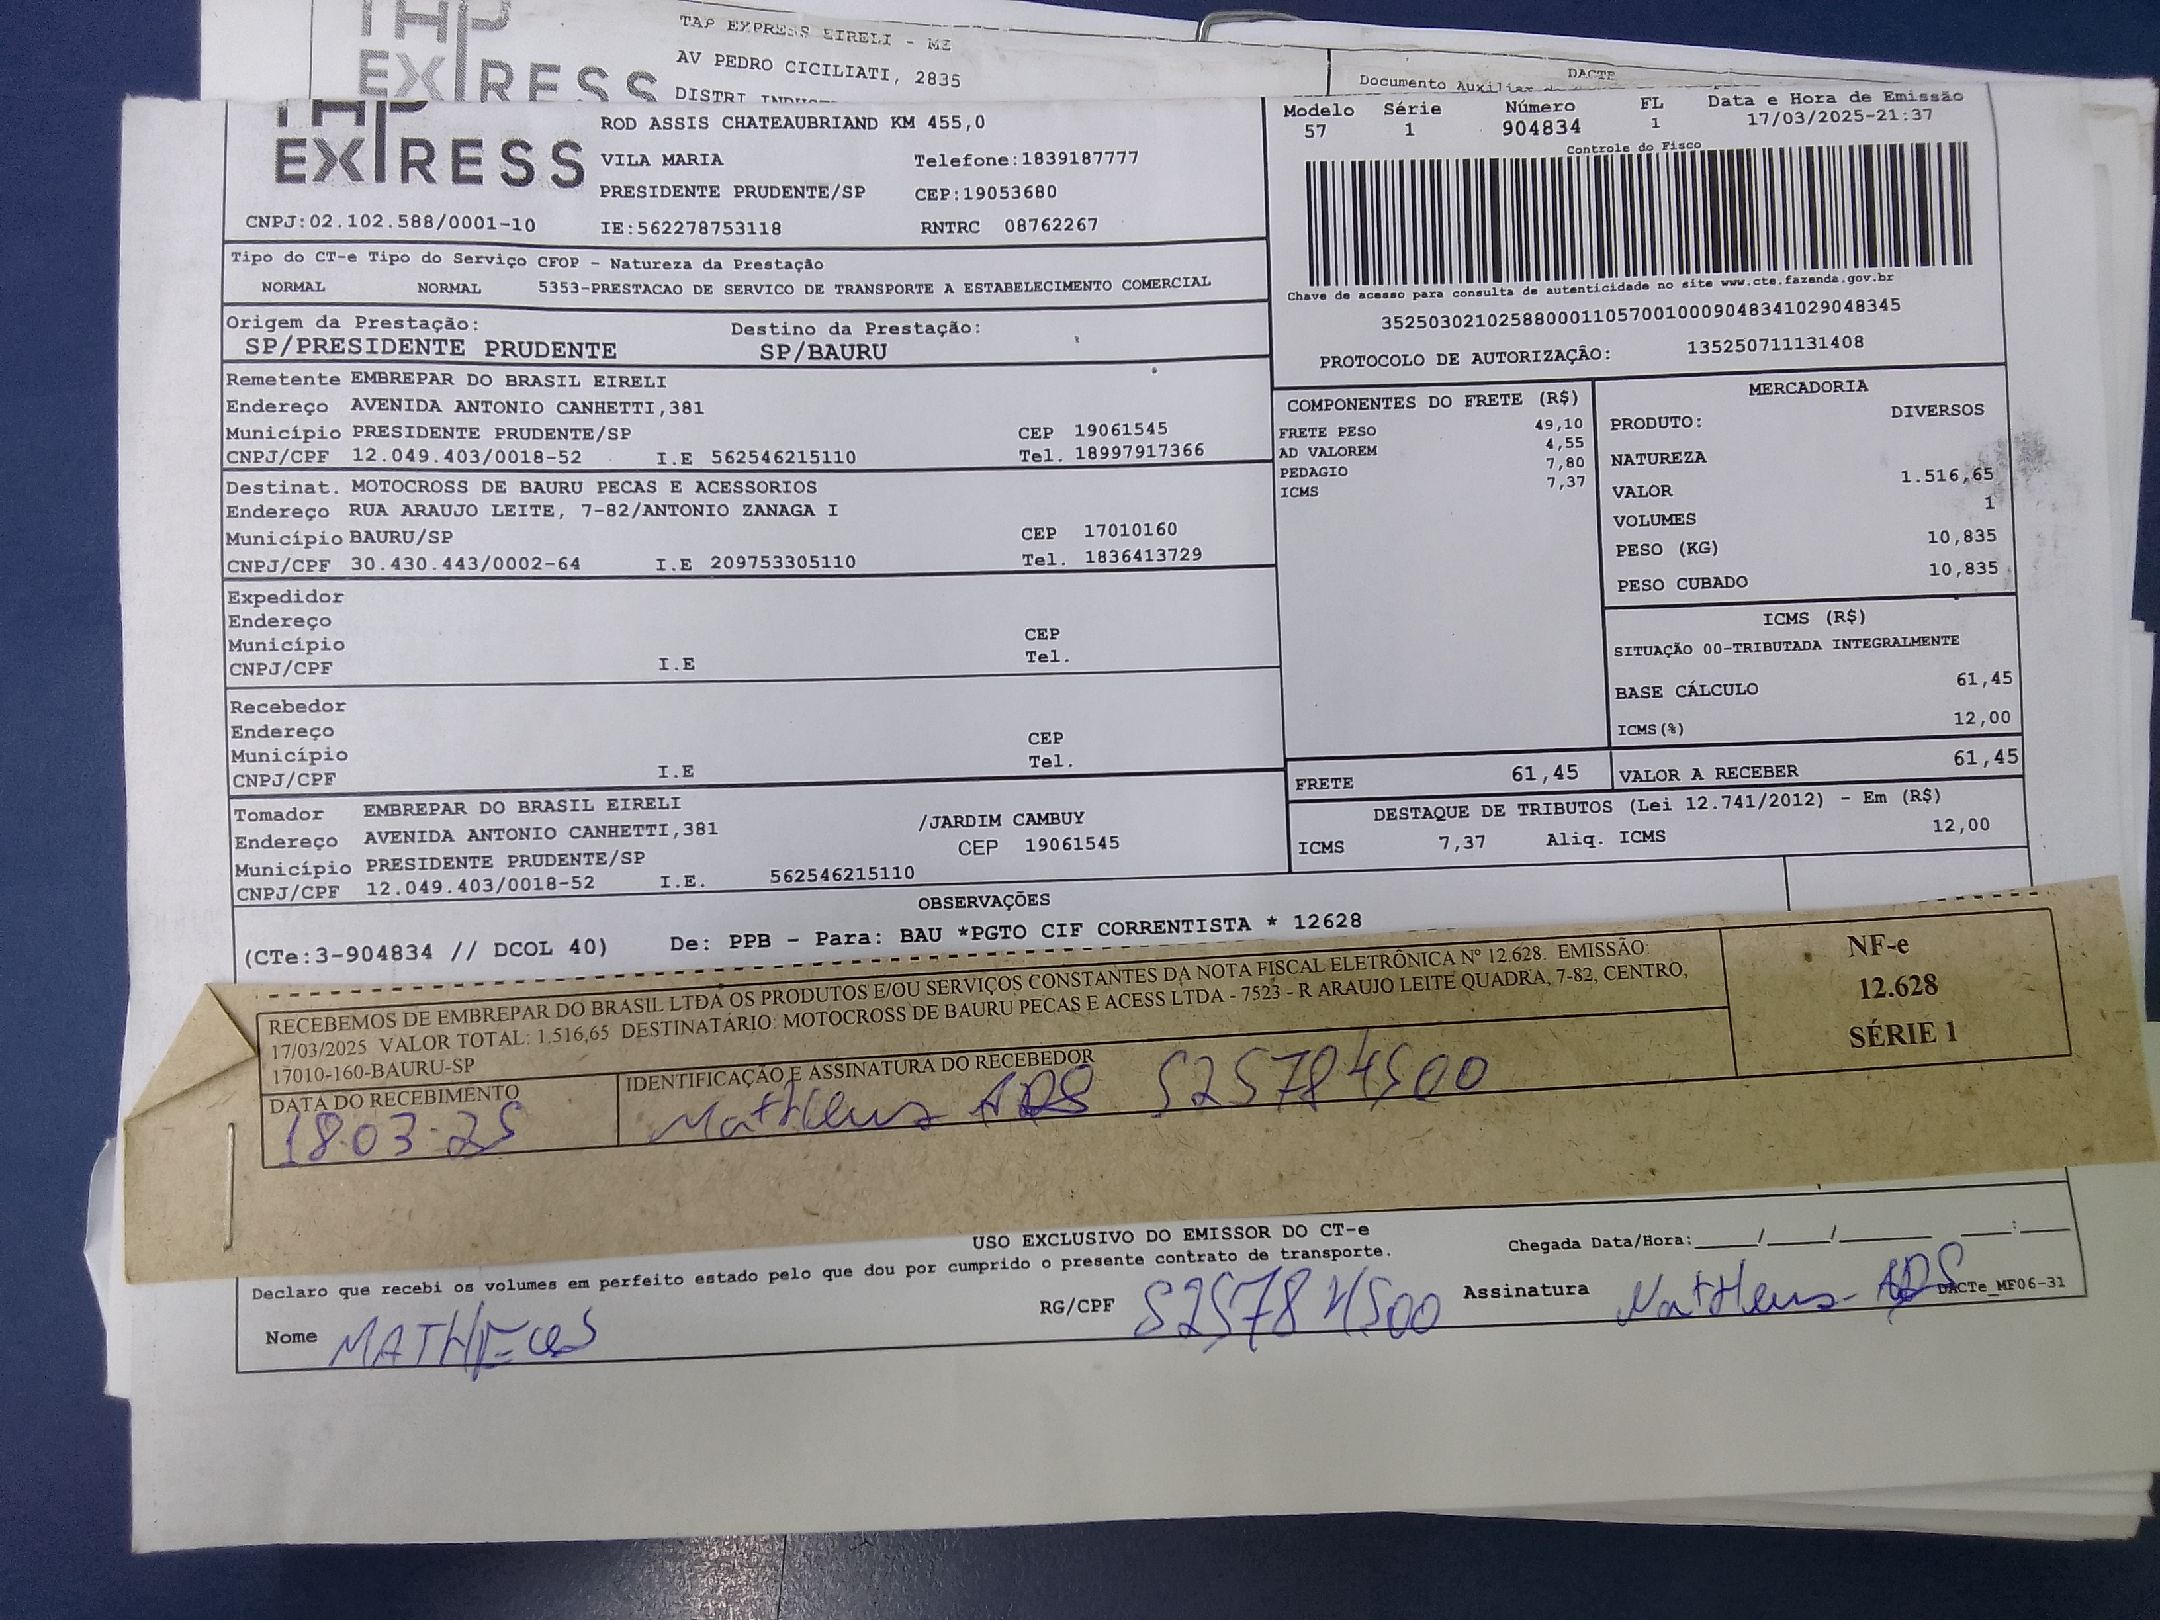 TAP EXPRESS
TAP EXPRESS EIRELI - ME
AV PEDRO CICILIATI, 2835
DISTRI
DACTE
Documento Auxiliar
TAP EXPRESS
ROD ASSIS CHATEAUBRIAND KM 455,0
VILA MARIA Telefone:1839187777
PRESIDENTE PRUDENTE/SP CEP:19053680
CNPJ:02.102.588/0001-10 IE:562278753118 RNTRC 08762267
Modelo Série Número FL Data e Hora de Emissão
57 1 904834 1 17/03/2025-21:37
Controle do Fisco
Chave de acesso para consulta de autenticidade no site www.cte.fazenda.gov.br
35250302102588000110570010009048341029048345
PROTOCOLO DE AUTORIZAÇÃO: 135250711131408
Tipo do CT-e Tipo do Serviço CFOP - Natureza da Prestação
NORMAL NORMAL 5353-PRESTACAO DE SERVICO DE TRANSPORTE A ESTABELECIMENTO COMERCIAL
Origem da Prestação: Destino da Prestação:
SP/PRESIDENTE PRUDENTE SP/BAURU
Remetente EMBREPAR DO BRASIL EIRELI
Endereço AVENIDA ANTONIO CANHETTI,381
Município PRESIDENTE PRUDENTE/SP CEP 19061545
CNPJ/CPF 12.049.403/0018-52 I.E 562546215110 Tel. 18997917366
Destinat. MOTOCROSS DE BAURU PECAS E ACESSORIOS
Endereço RUA ARAUJO LEITE, 7-82/ANTONIO ZANAGA I
Município BAURU/SP CEP 17010160
CNPJ/CPF 30.430.443/0002-64 I.E 209753305110 Tel. 1836413729
Expedidor
Endereço
Município CEP
CNPJ/CPF I.E Tel.
Recebedor
Endereço
Município CEP
CNPJ/CPF I.E Tel.
Tomador EMBREPAR DO BRASIL EIRELI
Endereço AVENIDA ANTONIO CANHETTI,381 /JARDIM CAMBUY
Município PRESIDENTE PRUDENTE/SP CEP 19061545
CNPJ/CPF 12.049.403/0018-52 I.E. 562546215110
COMPONENTES DO FRETE (R$)
FRETE PESO 49,10
AD VALOREM 4,55
PEDAGIO 7,80
ICMS 7,37
MERCADORIA
PRODUTO: DIVERSOS
NATUREZA
VALOR 1.516,65
VOLUMES 1
PESO (KG) 10,835
PESO CUBADO 10,835
ICMS (R$)
SITUAÇÃO 00-TRIBUTADA INTEGRALMENTE
BASE CÁLCULO 61,45
ICMS(%) 12,00
FRETE 61,45 VALOR A RECEBER 61,45
DESTAQUE DE TRIBUTOS (Lei 12.741/2012) - Em (R$)
ICMS 7,37 Aliq. ICMS 12,00
OBSERVAÇÕES
(CTe:3-904834 // DCOL 40) De: PPB - Para: BAU *PGTO CIF CORRENTISTA * 12628
RECEBEMOS DE EMBREPAR DO BRASIL LTDA OS PRODUTOS E/OU SERVIÇOS CONSTANTES DA NOTA FISCAL ELETRÔNICA Nº 12.628. EMISSÃO:
17/03/2025 VALOR TOTAL: 1.516,65 DESTINATÁRIO: MOTOCROSS DE BAURU PECAS E ACESS LTDA - 7523 - R ARAUJO LEITE QUADRA, 7-82, CENTRO,
17010-160-BAURU-SP
NF-e
12.628
SÉRIE 1
DATA DO RECEBIMENTO IDENTIFICAÇÃO E ASSINATURA DO RECEBEDOR
18.03.25 Mattheus 525784500
USO EXCLUSIVO DO EMISSOR DO CT-e
Declaro que recebi os volumes em perfeito estado pelo que dou por cumprido o presente contrato de transporte.
Chegada Data/Hora:_____/_____/_______ ____:____
Nome MATHEUS RG/CPF 525784500 Assinatura Mattheus
DACTe_MF06-31